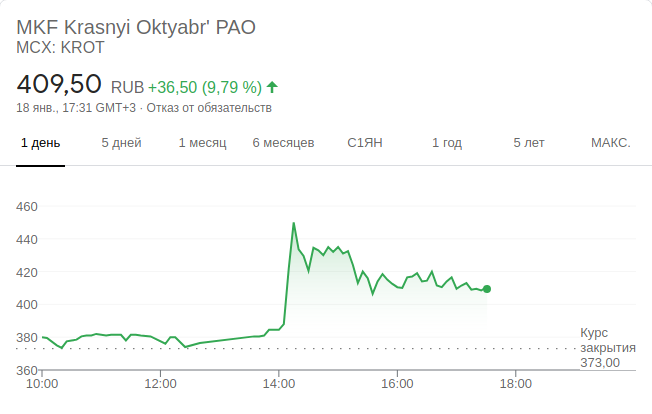 MKF Krasnyi Oktyabr' PAO
MCX: KROT
409,50 RUB +36,50 (9,79 %)
18 янв., 17:31 GMT+3 · Отказ от обязательств
1 день 5 дней 1 месяц 6 месяцев С1ЯН 1 год 5 лет МАКС.
460
440
420
400
380
360
Курс
закрытия
373,00
10:00 12:00 14:00 16:00 18:00